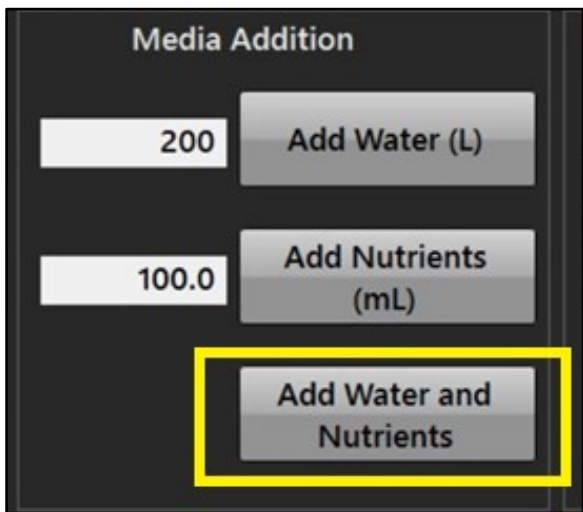 Media Addition
200
Add Water (L)
100.0
Add Nutrients
(mL)
Add Water and
Nutrients